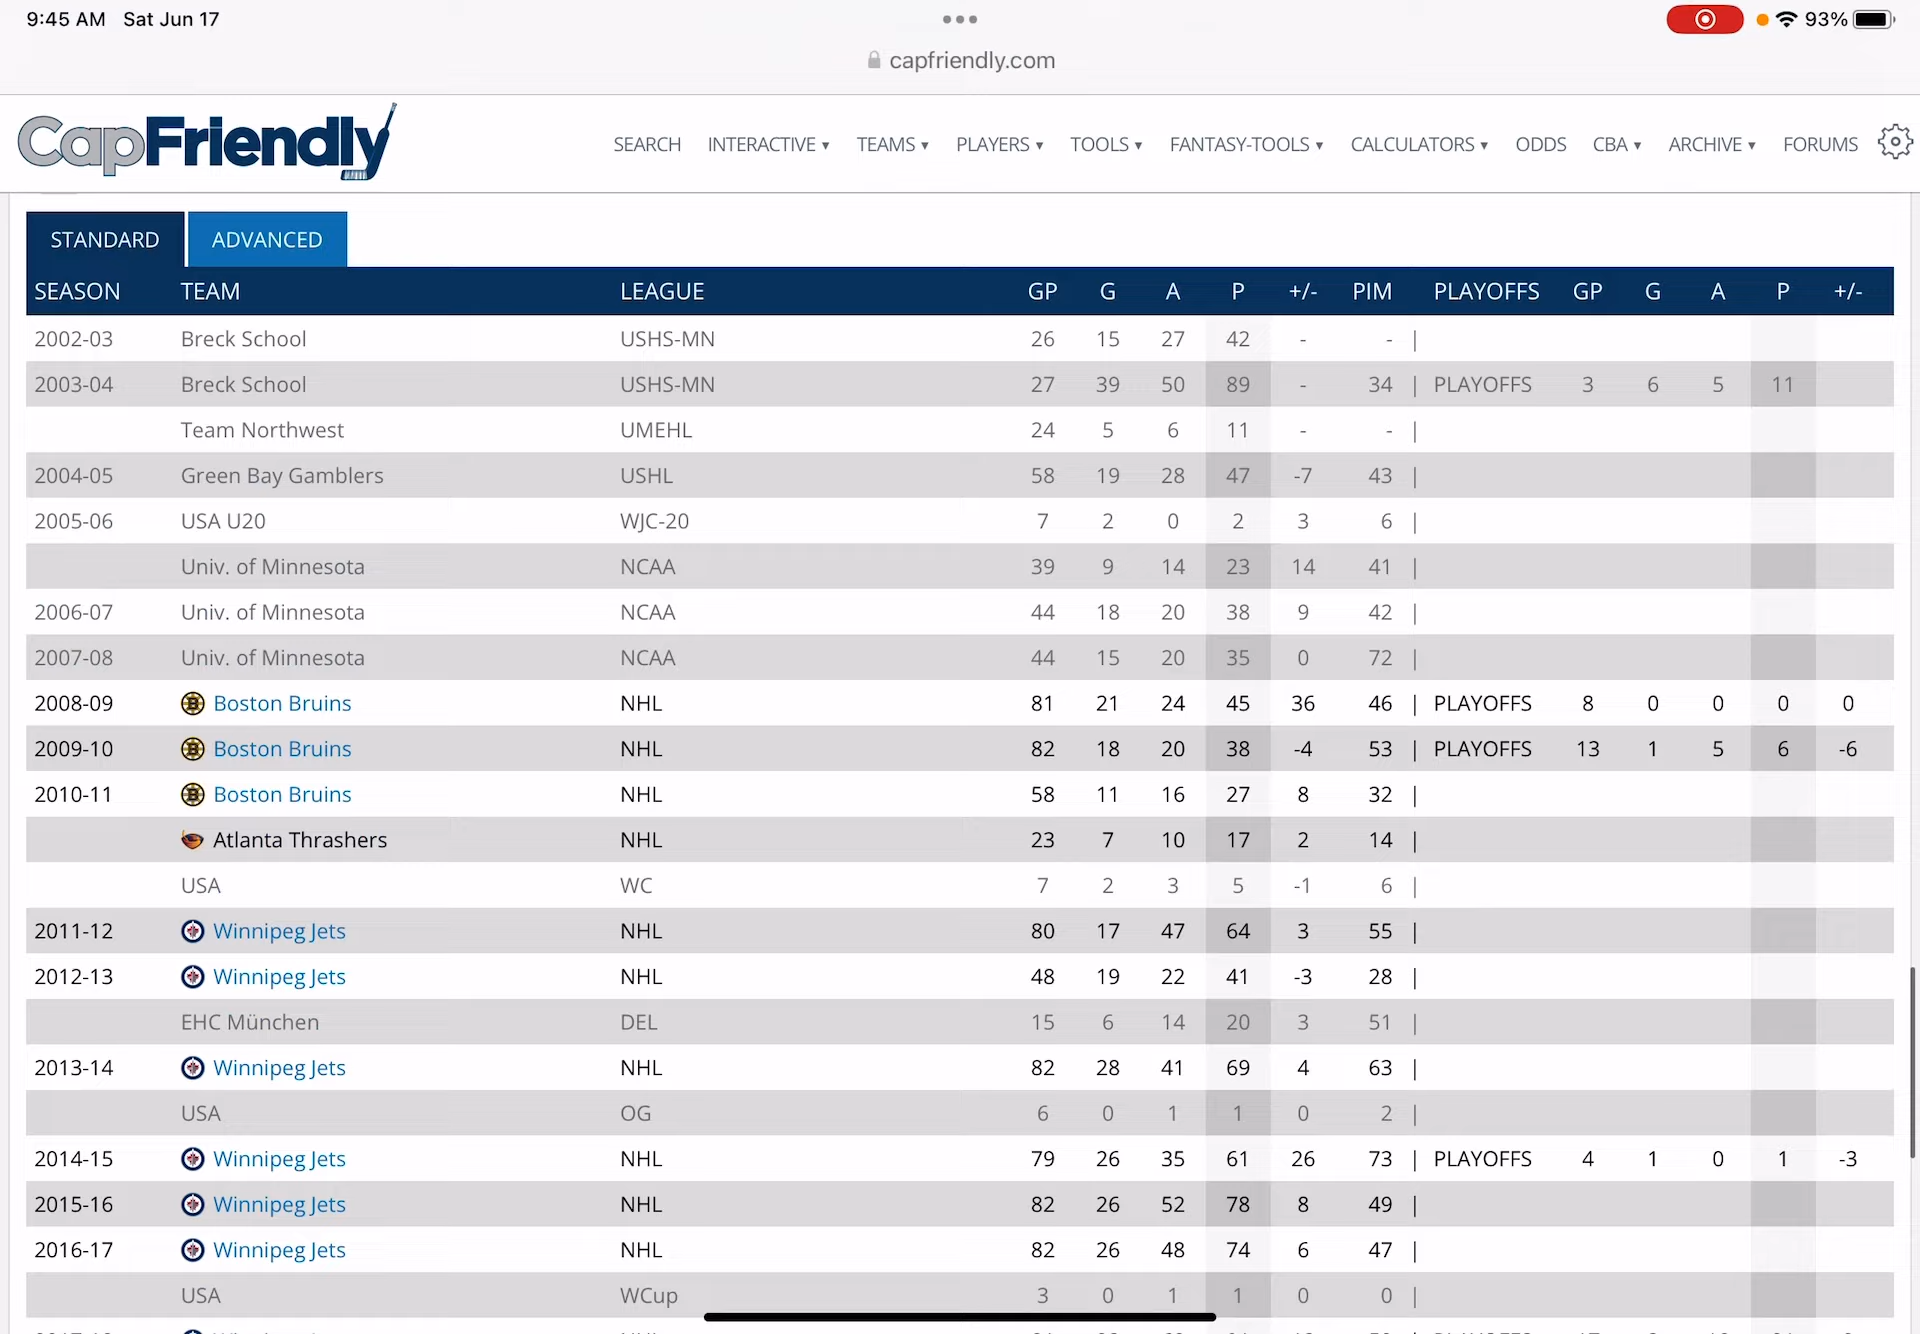 9:45 AM Sat Jun 17
93%
capfriendly.com
CapFriendly
SEARCH INTERACTIVE ▾ TEAMS ▾ PLAYERS ▾ TOOLS ▾ FANTASY-TOOLS ▾ CALCULATORS ▾ ODDS CBA ▾ ARCHIVE ▾ FORUMS
STANDARD ADVANCED
SEASON TEAM LEAGUE GP G A P +/- PIM PLAYOFFS GP G A P +/-
2002-03 Breck School USHS-MN 26 15 27 42 - - |
2003-04 Breck School USHS-MN 27 39 50 89 - 34 | PLAYOFFS 3 6 5 11
Team Northwest UMEHL 24 5 6 11 - - |
2004-05 Green Bay Gamblers USHL 58 19 28 47 -7 43 |
2005-06 USA U20 WJC-20 7 2 0 2 3 6 |
Univ. of Minnesota NCAA 39 9 14 23 14 41 |
2006-07 Univ. of Minnesota NCAA 44 18 20 38 9 42 |
2007-08 Univ. of Minnesota NCAA 44 15 20 35 0 72 |
2008-09 Boston Bruins NHL 81 21 24 45 36 46 | PLAYOFFS 8 0 0 0 0
2009-10 Boston Bruins NHL 82 18 20 38 -4 53 | PLAYOFFS 13 1 5 6 -6
2010-11 Boston Bruins NHL 58 11 16 27 8 32 |
Atlanta Thrashers NHL 23 7 10 17 2 14 |
USA WC 7 2 3 5 -1 6 |
2011-12 Winnipeg Jets NHL 80 17 47 64 3 55 |
2012-13 Winnipeg Jets NHL 48 19 22 41 -3 28 |
EHC München DEL 15 6 14 20 3 51 |
2013-14 Winnipeg Jets NHL 82 28 41 69 4 63 |
USA OG 6 0 1 1 0 2 |
2014-15 Winnipeg Jets NHL 79 26 35 61 26 73 | PLAYOFFS 4 1 0 1 -3
2015-16 Winnipeg Jets NHL 82 26 52 78 8 49 |
2016-17 Winnipeg Jets NHL 82 26 48 74 6 47 |
USA WCup 3 0 1 1 0 0 |